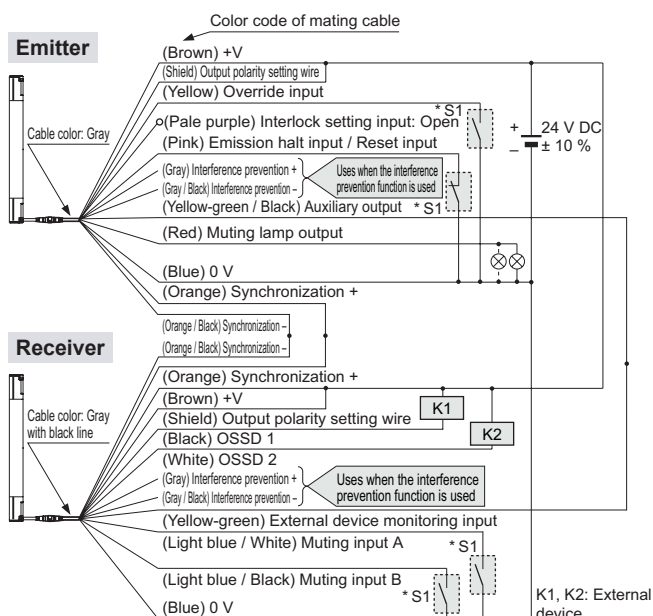 Color code of mating cable
Emitter
(Brown) +V
(Shield) Output polarity setting wire
(Yellow) Override input
* S1
(Pale purple) Interlock setting input: Open
Cable color: Gray
+
24 V DC
–
± 10 %
(Pink) Emission halt input / Reset input
(Gray) Interference prevention +
(Gray / Black) Interference prevention –
Uses when the interference
prevention function is used
(Yellow-green / Black) Auxiliary output
* S1
(Red) Muting lamp output
(Blue) 0 V
(Orange) Synchronization +
(Orange / Black) Synchronization –
(Orange / Black) Synchronization –
Receiver
(Orange) Synchronization +
(Brown) +V
K1
Cable color: Gray
with black line
(Shield) Output polarity setting wire
K2
(Black) OSSD 1
(White) OSSD 2
(Gray) Interference prevention +
(Gray / Black) Interference prevention –
Uses when the interference
prevention function is used
(Yellow-green) External device monitoring input
(Light blue / White) Muting input A
* S1
(Light blue / Black) Muting input B
* S1
K1, K2: External
device
(Blue) 0 V